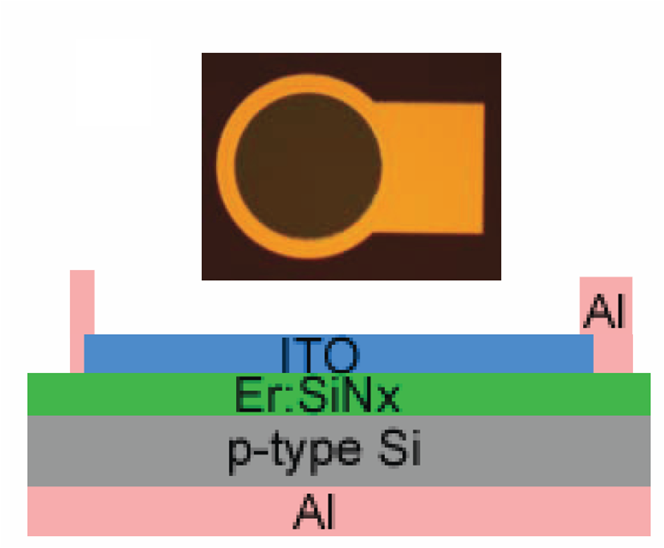 Al
ITO
Er:SiNx
p-type Si
Al